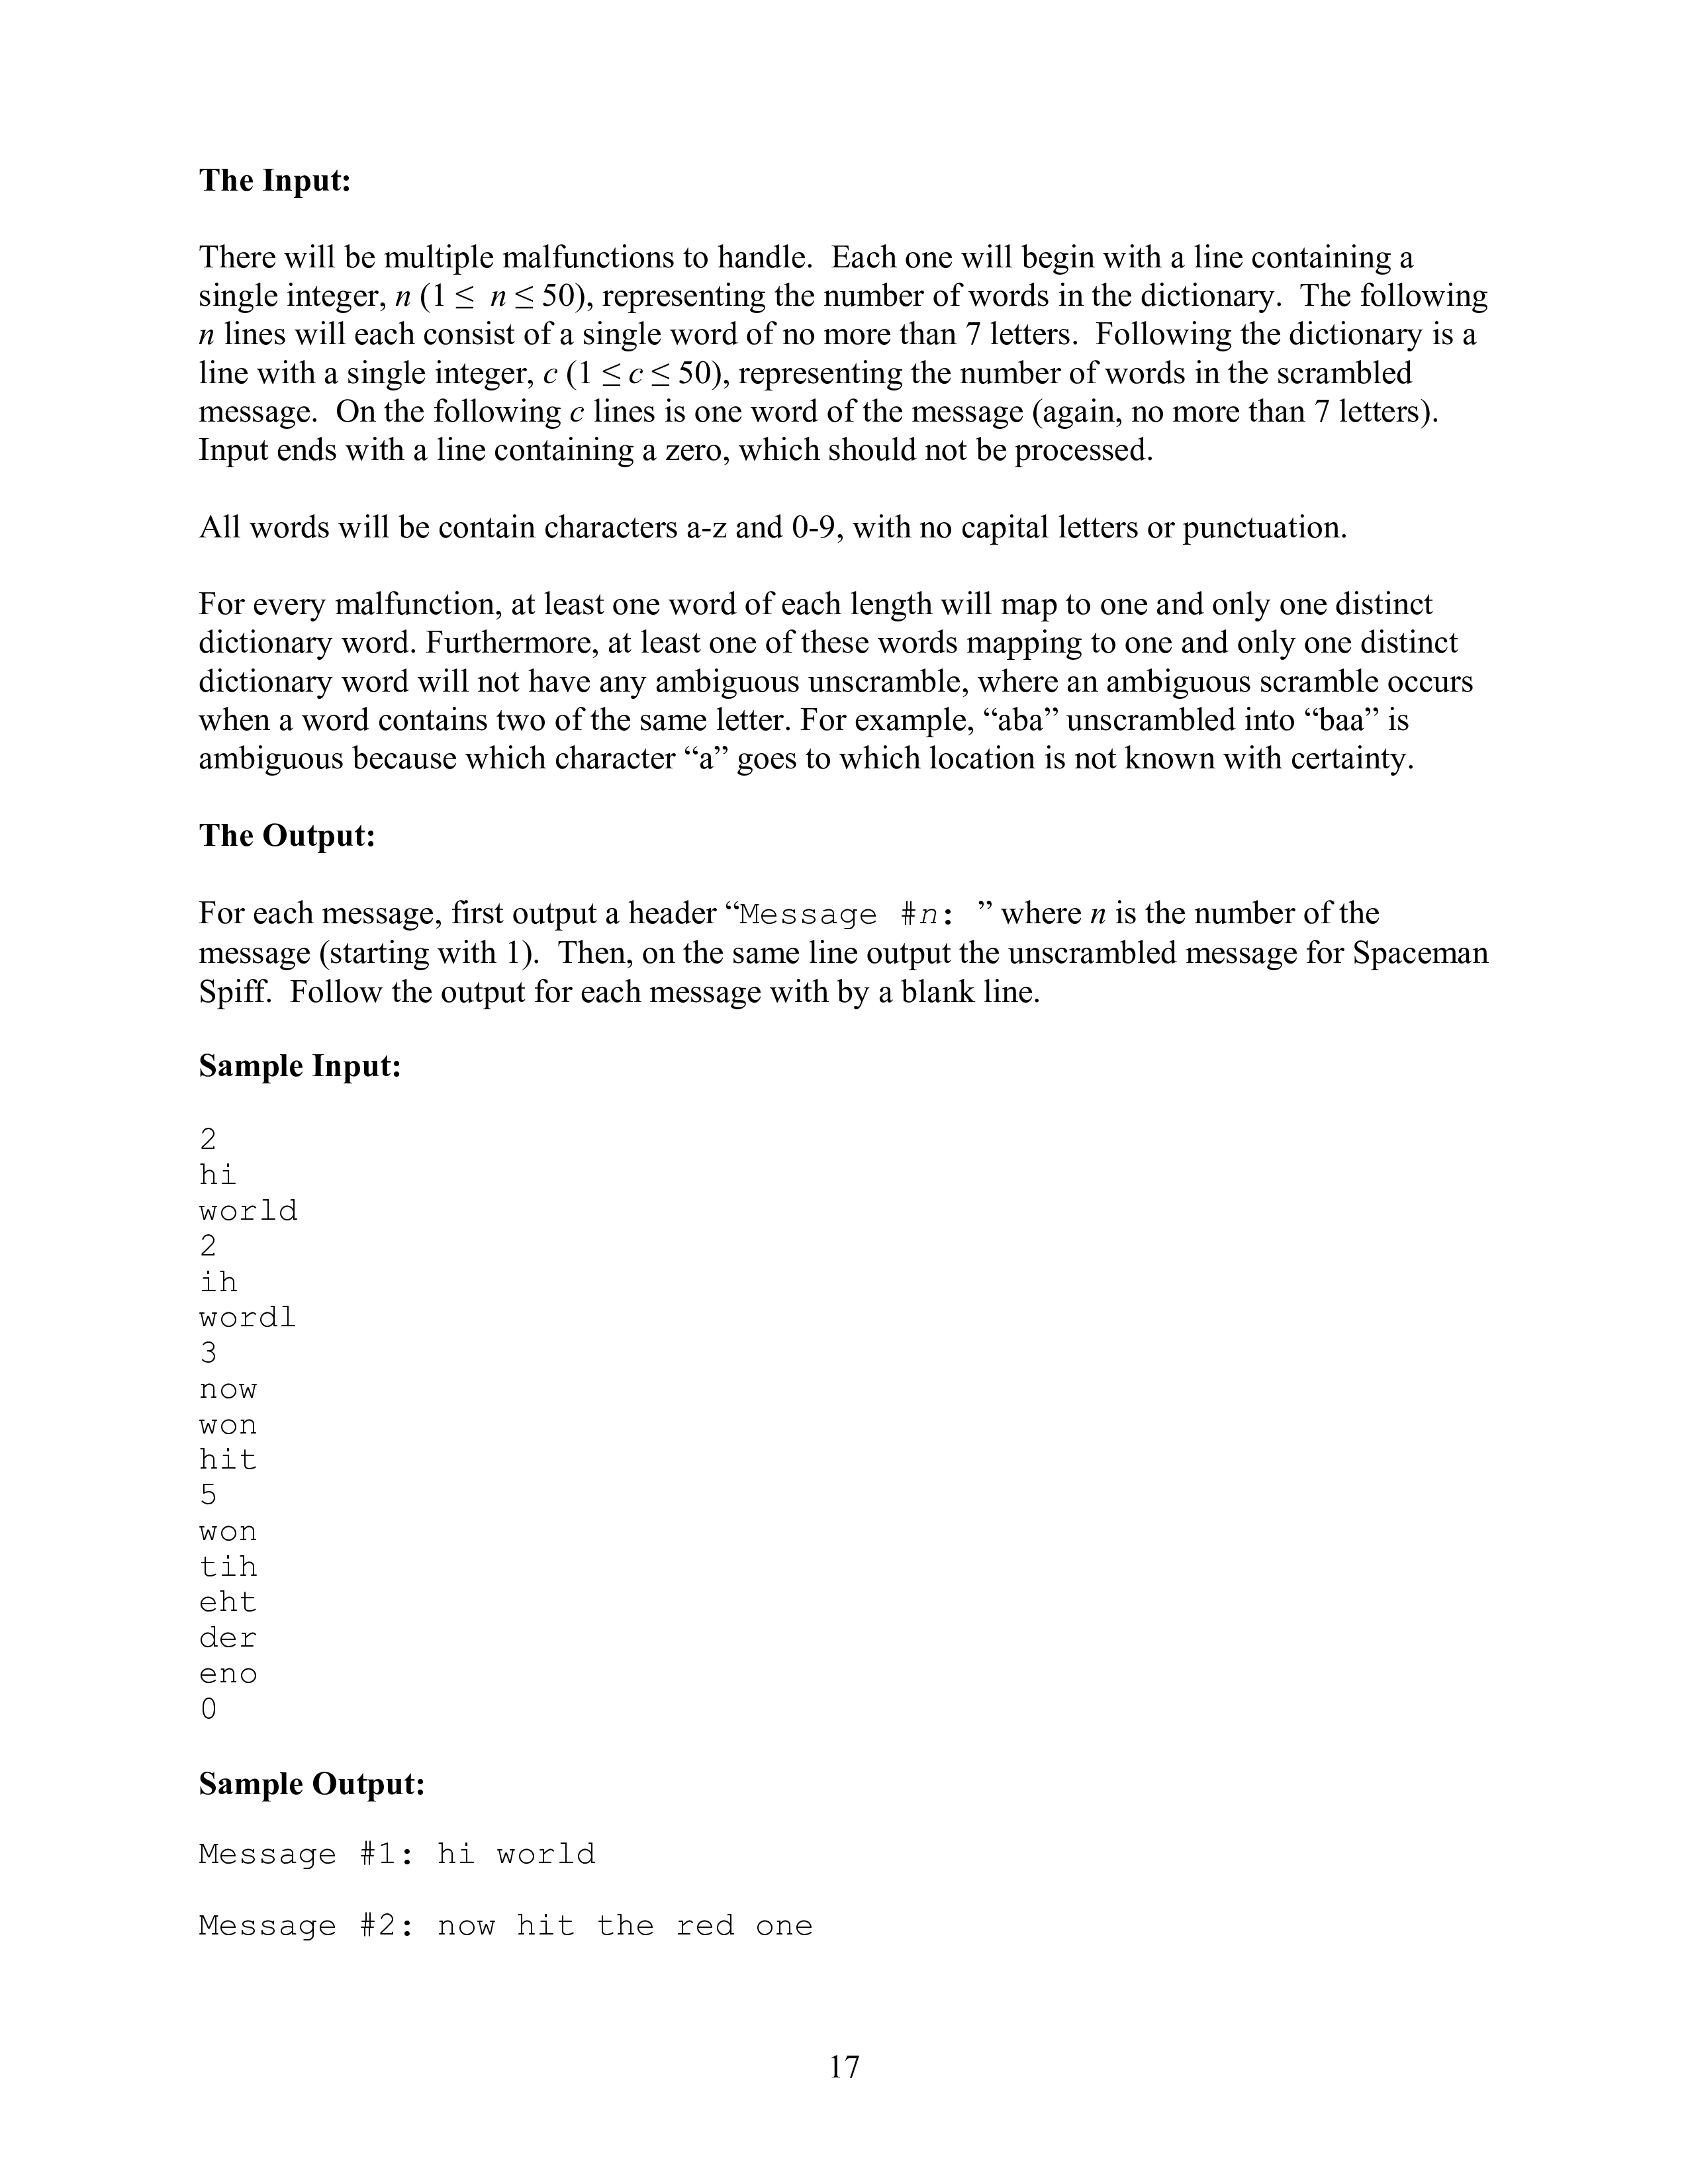 The Input:
There will be multiple malfunctions to handle.  Each one will begin with a line containing a
single integer, n (1 ≤  n ≤ 50), representing the number of words in the dictionary.  The following
n lines will each consist of a single word of no more than 7 letters.  Following the dictionary is a
line with a single integer, c (1 ≤ c ≤ 50), representing the number of words in the scrambled
message.  On the following c lines is one word of the message (again, no more than 7 letters).
Input ends with a line containing a zero, which should not be processed.
All words will be contain characters a-z and 0-9, with no capital letters or punctuation.
For every malfunction, at least one word of each length will map to one and only one distinct
dictionary word. Furthermore, at least one of these words mapping to one and only one distinct
dictionary word will not have any ambiguous unscramble, where an ambiguous scramble occurs
when a word contains two of the same letter. For example, “aba” unscrambled into “baa” is
ambiguous because which character “a” goes to which location is not known with certainty.
The Output:
For each message, first output a header “Message #n: ” where n is the number of the
message (starting with 1).  Then, on the same line output the unscrambled message for Spaceman
Spiff.  Follow the output for each message with by a blank line.
Sample Input:
2
hi
world
2
ih
wordl
3
now
won
hit
5
won
tih
eht
der
eno
0
Sample Output:
Message #1: hi world
Message #2: now hit the red one
17